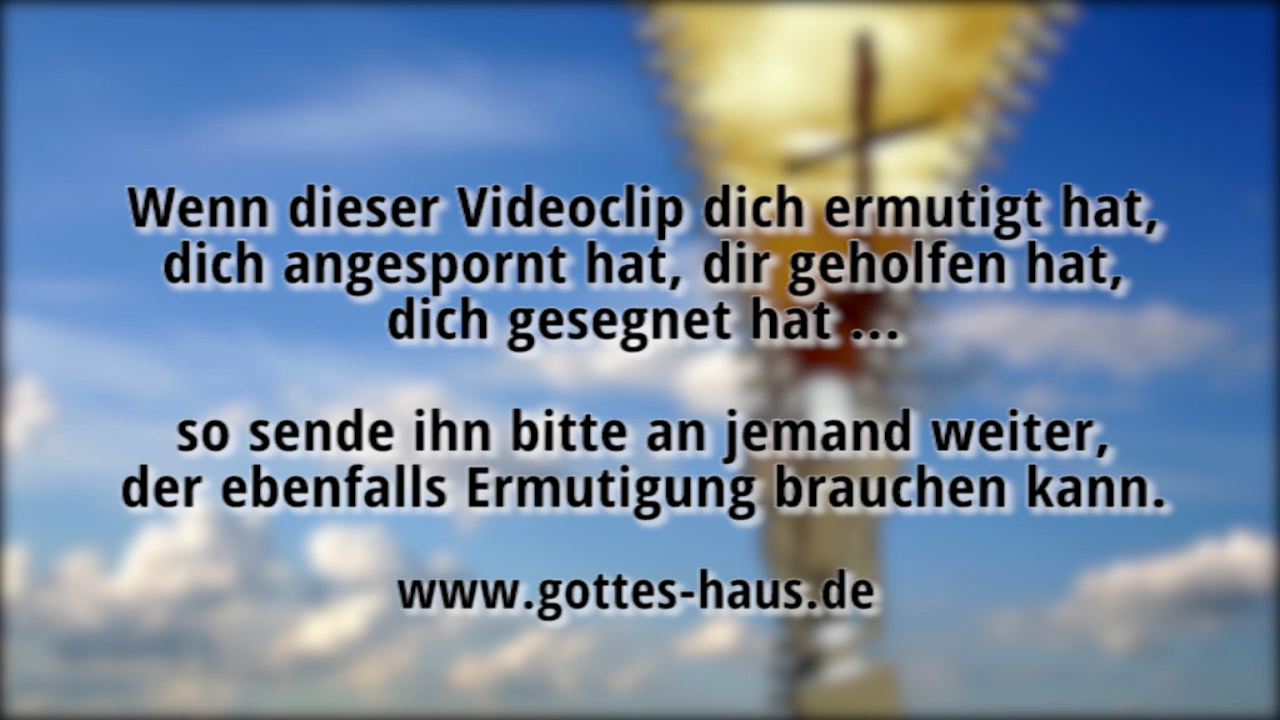 Wenn dieser Videoclip dich ermutigt hat,
dich angespornt hat, dir geholfen hat,
dich gesegnet hat ...
so sende ihn bitte an jemand weiter,
der ebenfalls Ermutigung brauchen kann.
www.gottes-haus.de